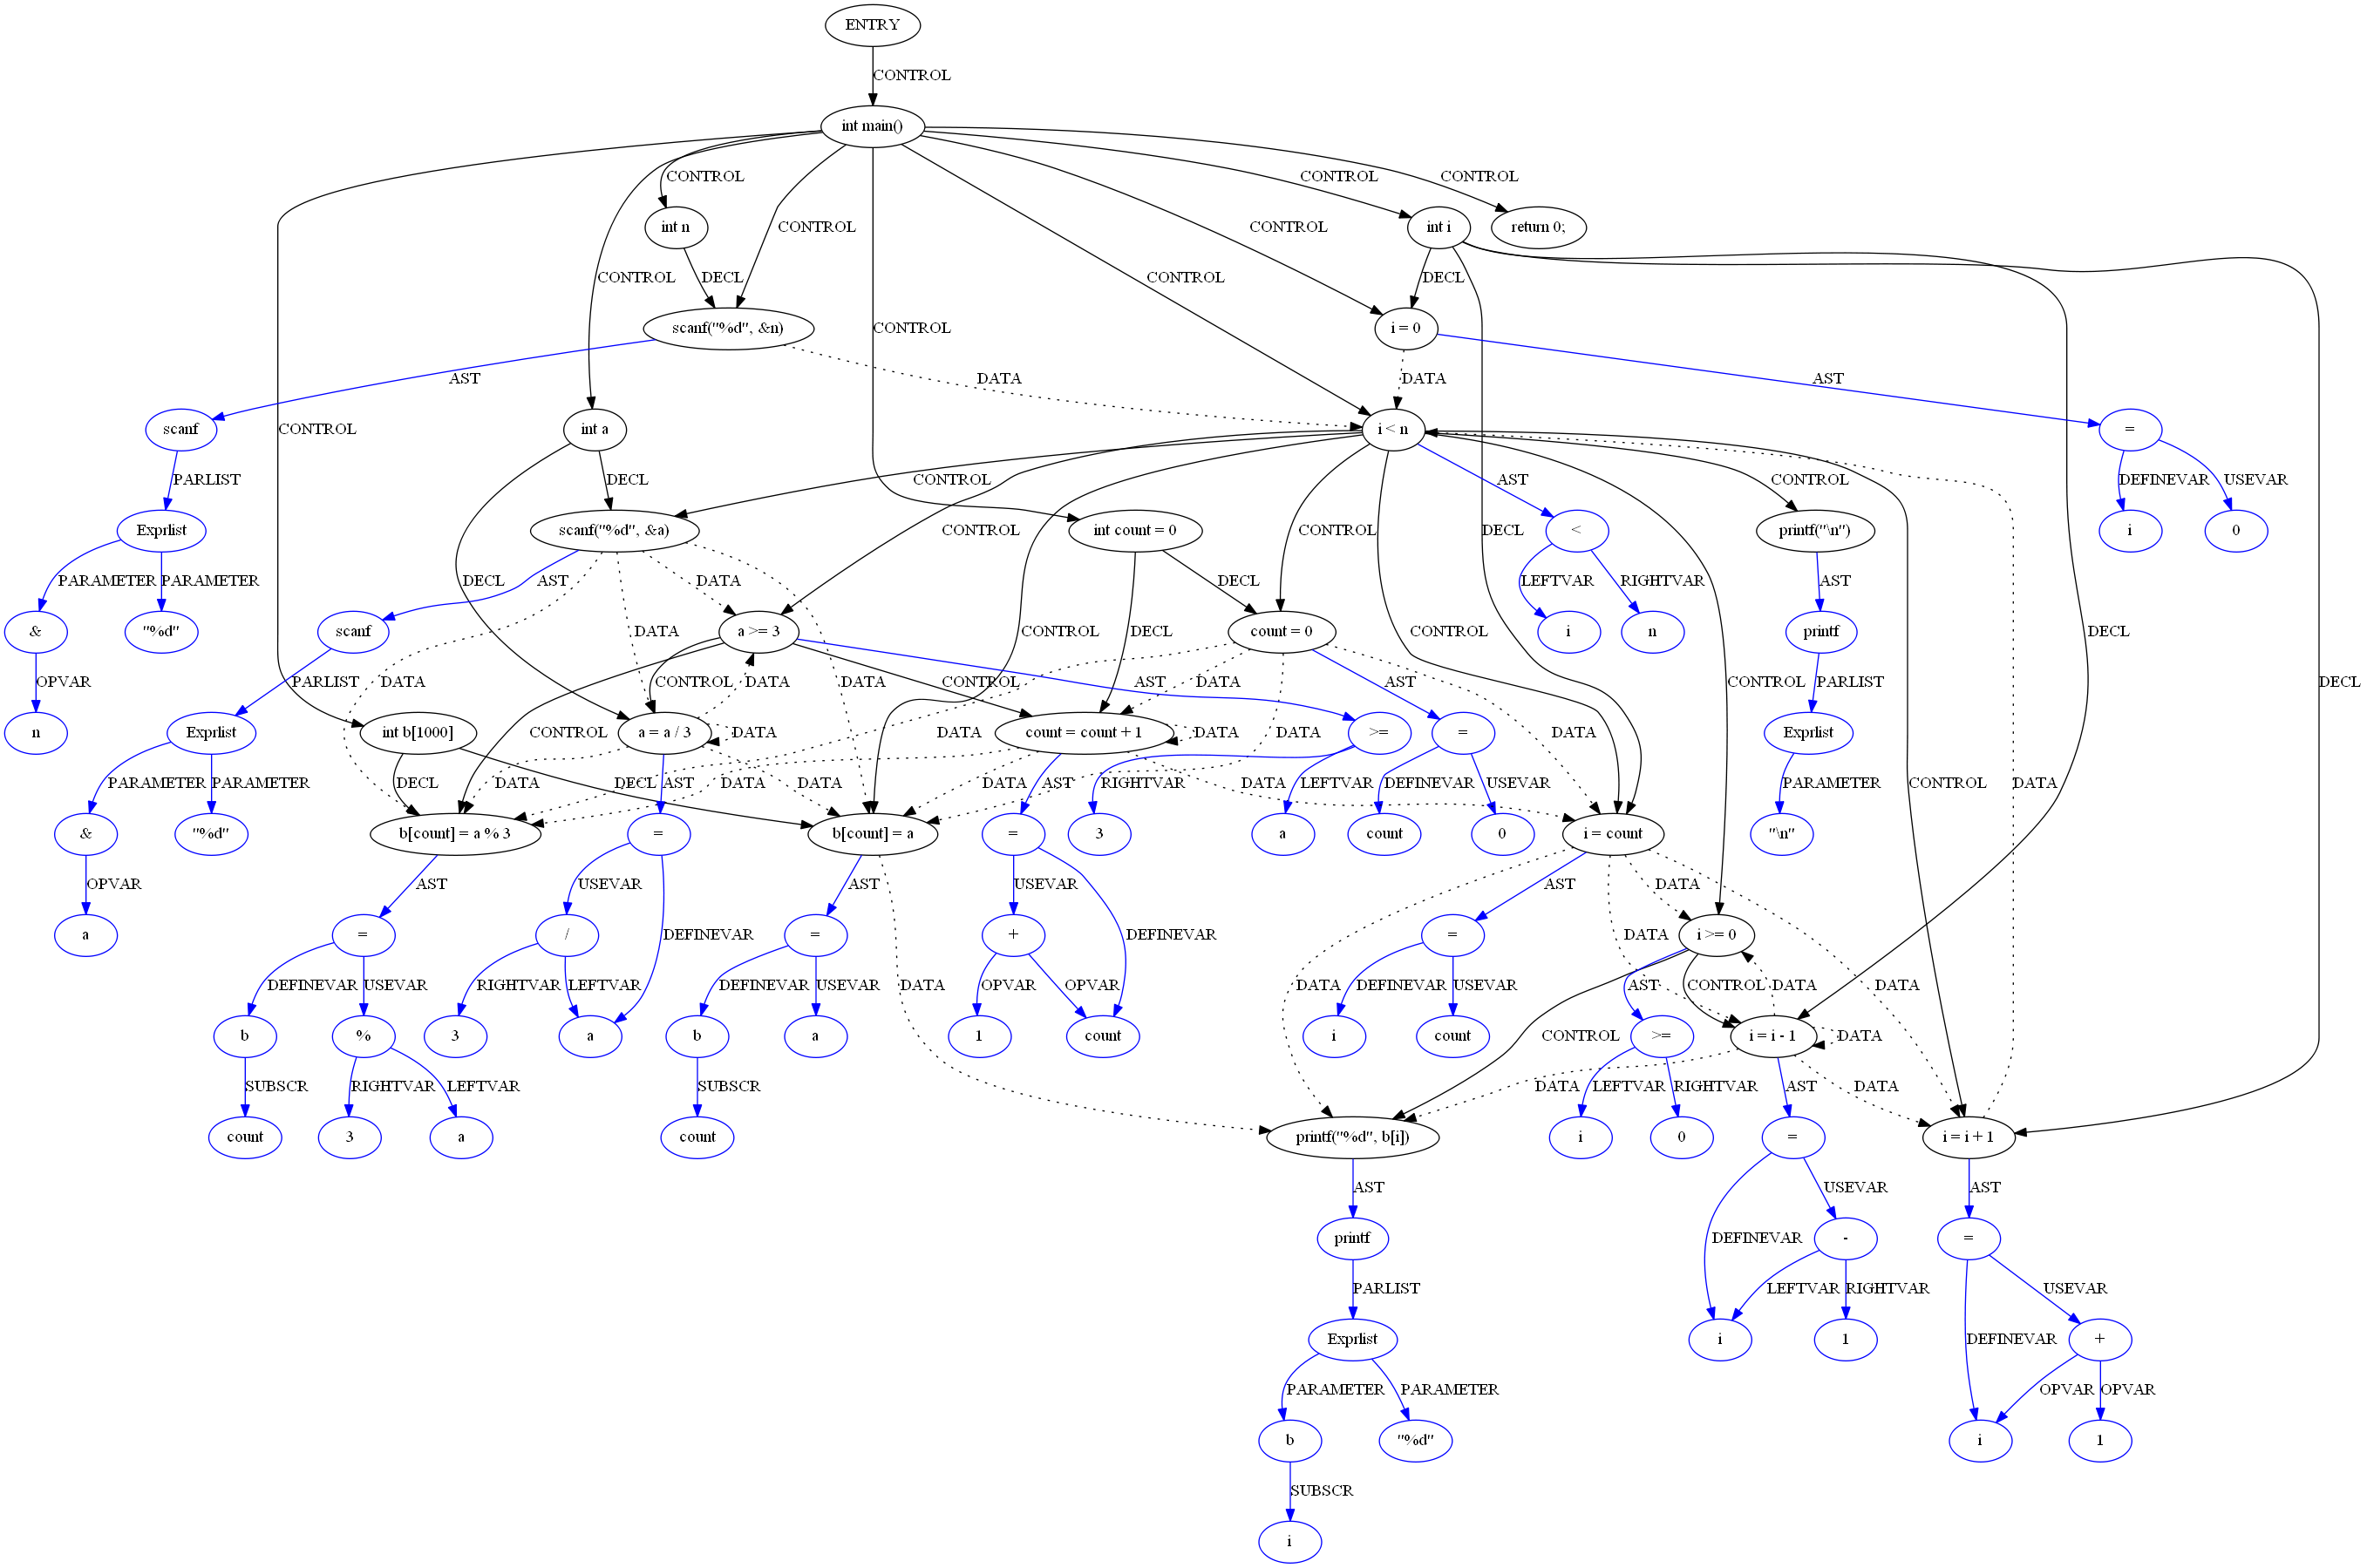 ENTRY
CONTROL
int main()
CONTROL
CONTROL
CONTROL
int n
CONTROL
CONTROL
int i
return 0;
CONTROL
CONTROL
DECL
CONTROL
DECL
scanf("%d", &n)
CONTROL
i = 0
AST
DATA
DATA
AST
scanf
CONTROL
int a
i < n
=
PARLIST
DECL
CONTROL
CONTROL
AST
CONTROL
DEFINEVAR
USEVAR
Exprlist
scanf("%d", &a)
CONTROL
int count = 0
CONTROL
DECL
<
printf("\n")
i
0
PARAMETER
PARAMETER
DECL
AST
DATA
DECL
LEFTVAR
RIGHTVAR
AST
DATA
&
"%d"
scanf
DATA
a >= 3
CONTROL
DECL
count = 0
CONTROL
i
n
printf
DECL
OPVAR
PARLIST
DATA
CONTROL
DATA
DATA
CONTROL
AST
DATA
AST
CONTROL
PARLIST
DECL
n
Exprlist
int b[1000]
CONTROL
a = a / 3
DATA
DATA
count = count + 1
DATA
DATA
>=
=
DATA
Exprlist
CONTROL
DATA
PARAMETER
PARAMETER
DECL
DATA
DECL
AST
DATA
DATA
DATA
AST
DATA
RIGHTVAR
LEFTVAR
DEFINEVAR
USEVAR
PARAMETER
&
"%d"
b[count] = a % 3
=
b[count] = a
=
3
a
count
0
i = count
"\n"
OPVAR
AST
USEVAR
AST
USEVAR
AST
DATA
a
=
/
DEFINEVAR
=
+
DEFINEVAR
=
DATA
i >= 0
DEFINEVAR
USEVAR
RIGHTVAR
LEFTVAR
DATA
DEFINEVAR
USEVAR
OPVAR
OPVAR
DATA
DEFINEVAR
USEVAR
AST
CONTROL
DATA
DATA
b
%
3
a
b
a
1
count
i
count
>=
i = i - 1
DATA
SUBSCR
RIGHTVAR
LEFTVAR
SUBSCR
CONTROL
DATA
LEFTVAR
RIGHTVAR
AST
DATA
count
3
a
count
printf("%d", b[i])
i
0
=
i = i + 1
AST
USEVAR
AST
printf
DEFINEVAR
-
=
PARLIST
LEFTVAR
RIGHTVAR
USEVAR
Exprlist
i
1
DEFINEVAR
+
PARAMETER
PARAMETER
OPVAR
OPVAR
b
"%d"
i
1
SUBSCR
i